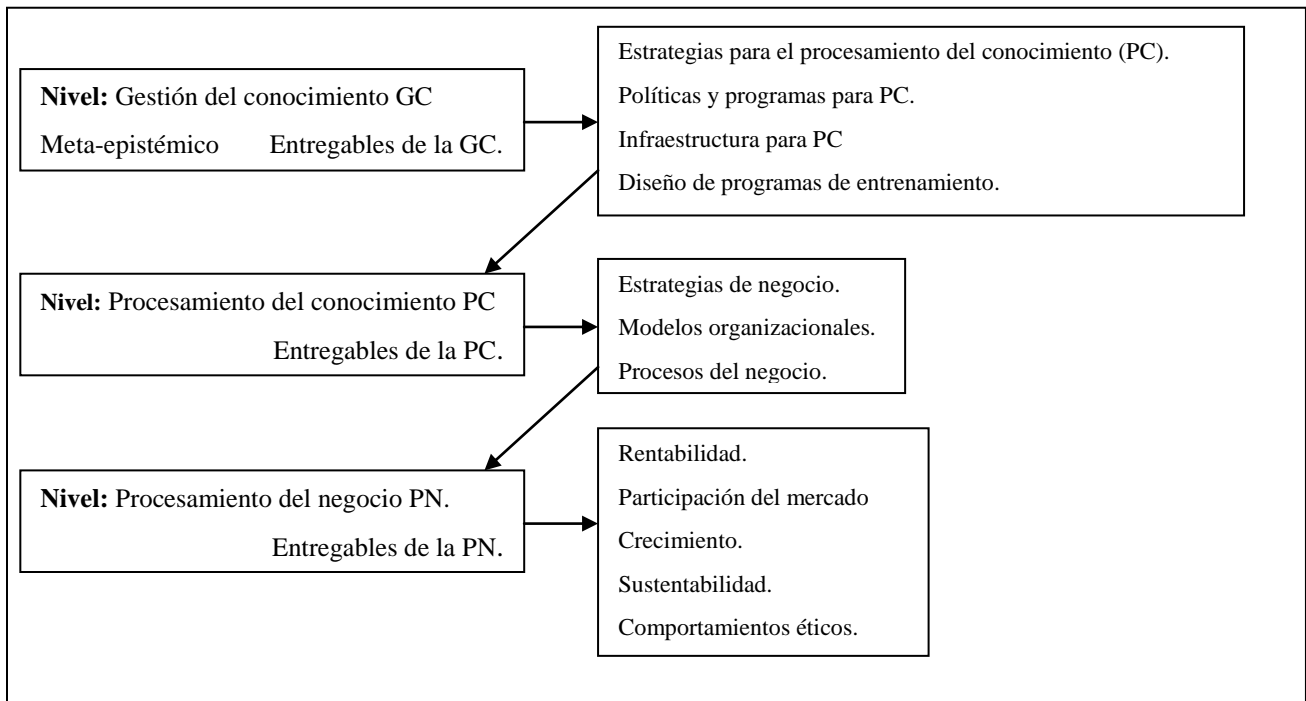 Nivel: Gestión del conocimiento GC
Meta-epistémico Entregables de la GC.
Estrategias para el procesamiento del conocimiento (PC).
Políticas y programas para PC.
Infraestructura para PC
Diseño de programas de entrenamiento.
Nivel: Procesamiento del conocimiento PC
Entregables de la PC.
Estrategias de negocio.
Modelos organizacionales.
Procesos del negocio.
Nivel: Procesamiento del negocio PN.
Entregables de la PN.
Rentabilidad.
Participación del mercado
Crecimiento.
Sustentabilidad.
Comportamientos éticos.